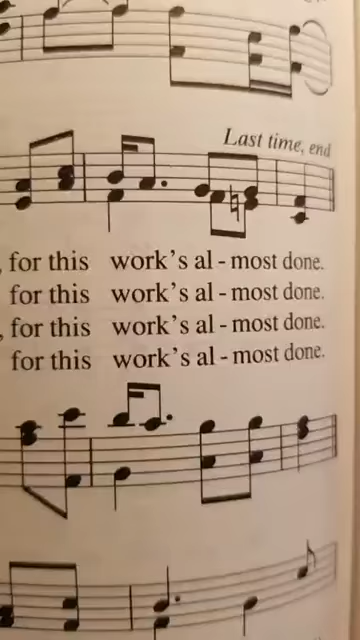 Last time, end
, for this work's al - most done.
for this work's al - most done.
, for this work's al - most done.
for this work's al - most done.